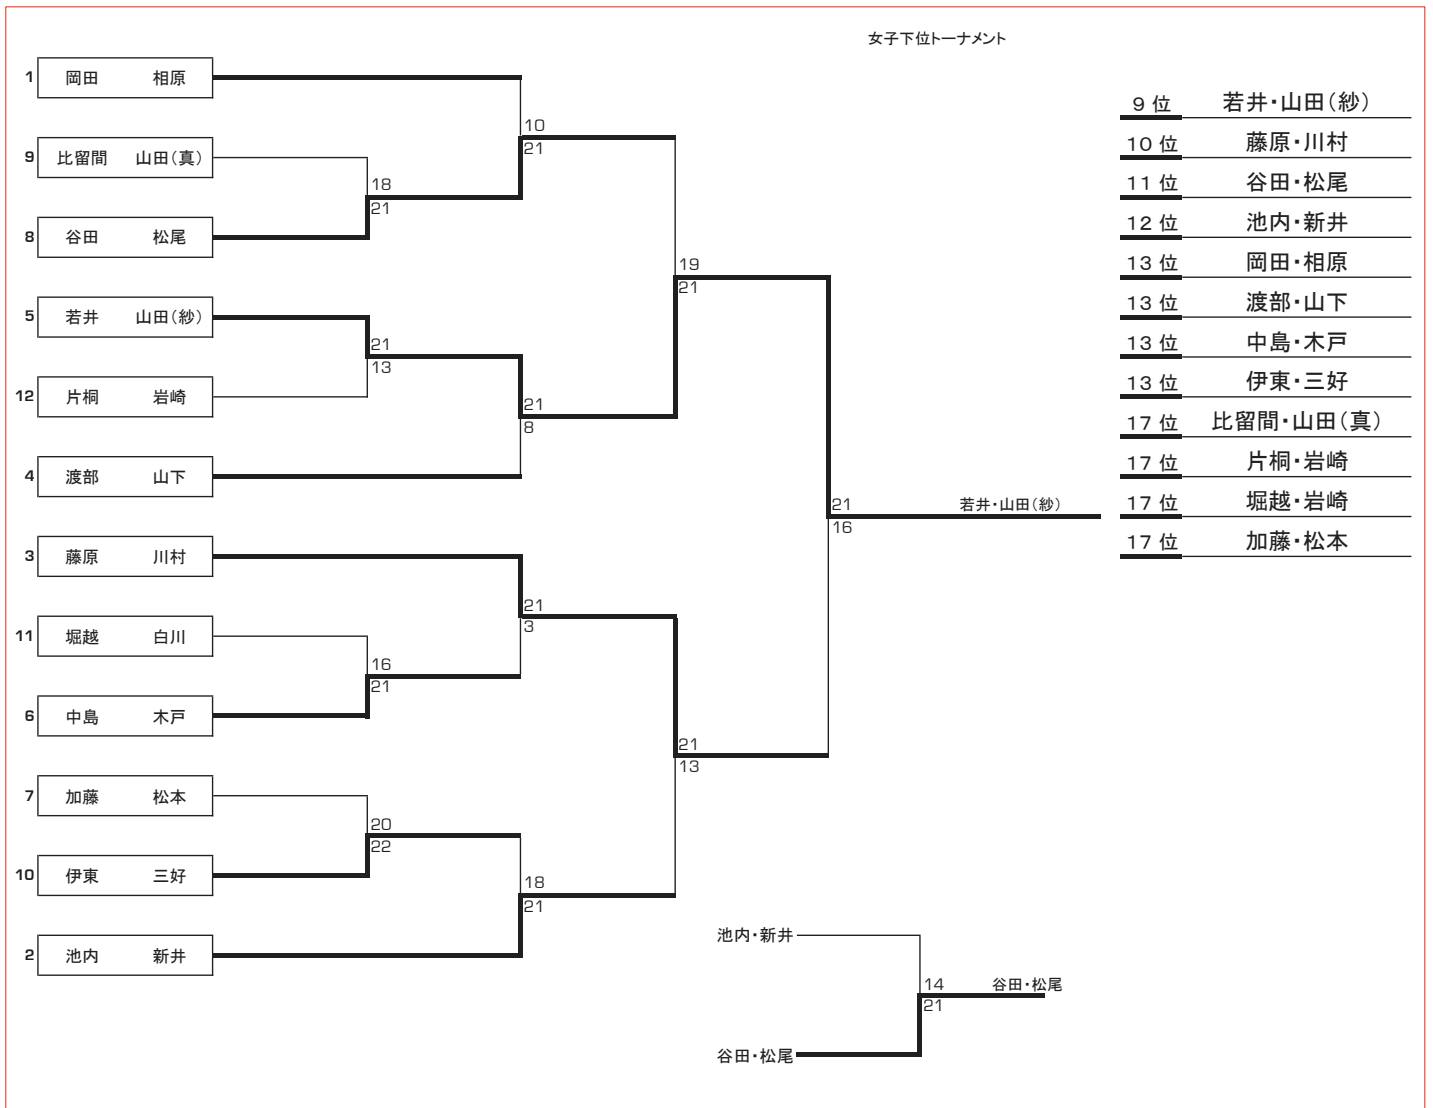 女子下位トーナメント
1 岡田 相原
9 比留間 山田(真)
8 谷田 松尾
5 若井 山田(紗)
12 片桐 岩崎
4 渡部 山下
3 藤原 川村
11 堀越 白川
6 中島 木戸
7 加藤 松本
10 伊東 三好
2 池内 新井
18
21
21
13
16
21
20
22
10
21
21
8
21
3
18
21
19
21
21
13
21
16
若井・山田(紗)
池内・新井
谷田・松尾
14
21
谷田・松尾
9 位 若井・山田(紗)
10 位 藤原・川村
11 位 谷田・松尾
12 位 池内・新井
13 位 岡田・相原
13 位 渡部・山下
13 位 中島・木戸
13 位 伊東・三好
17 位 比留間・山田(真)
17 位 片桐・岩崎
17 位 堀越・岩崎
17 位 加藤・松本